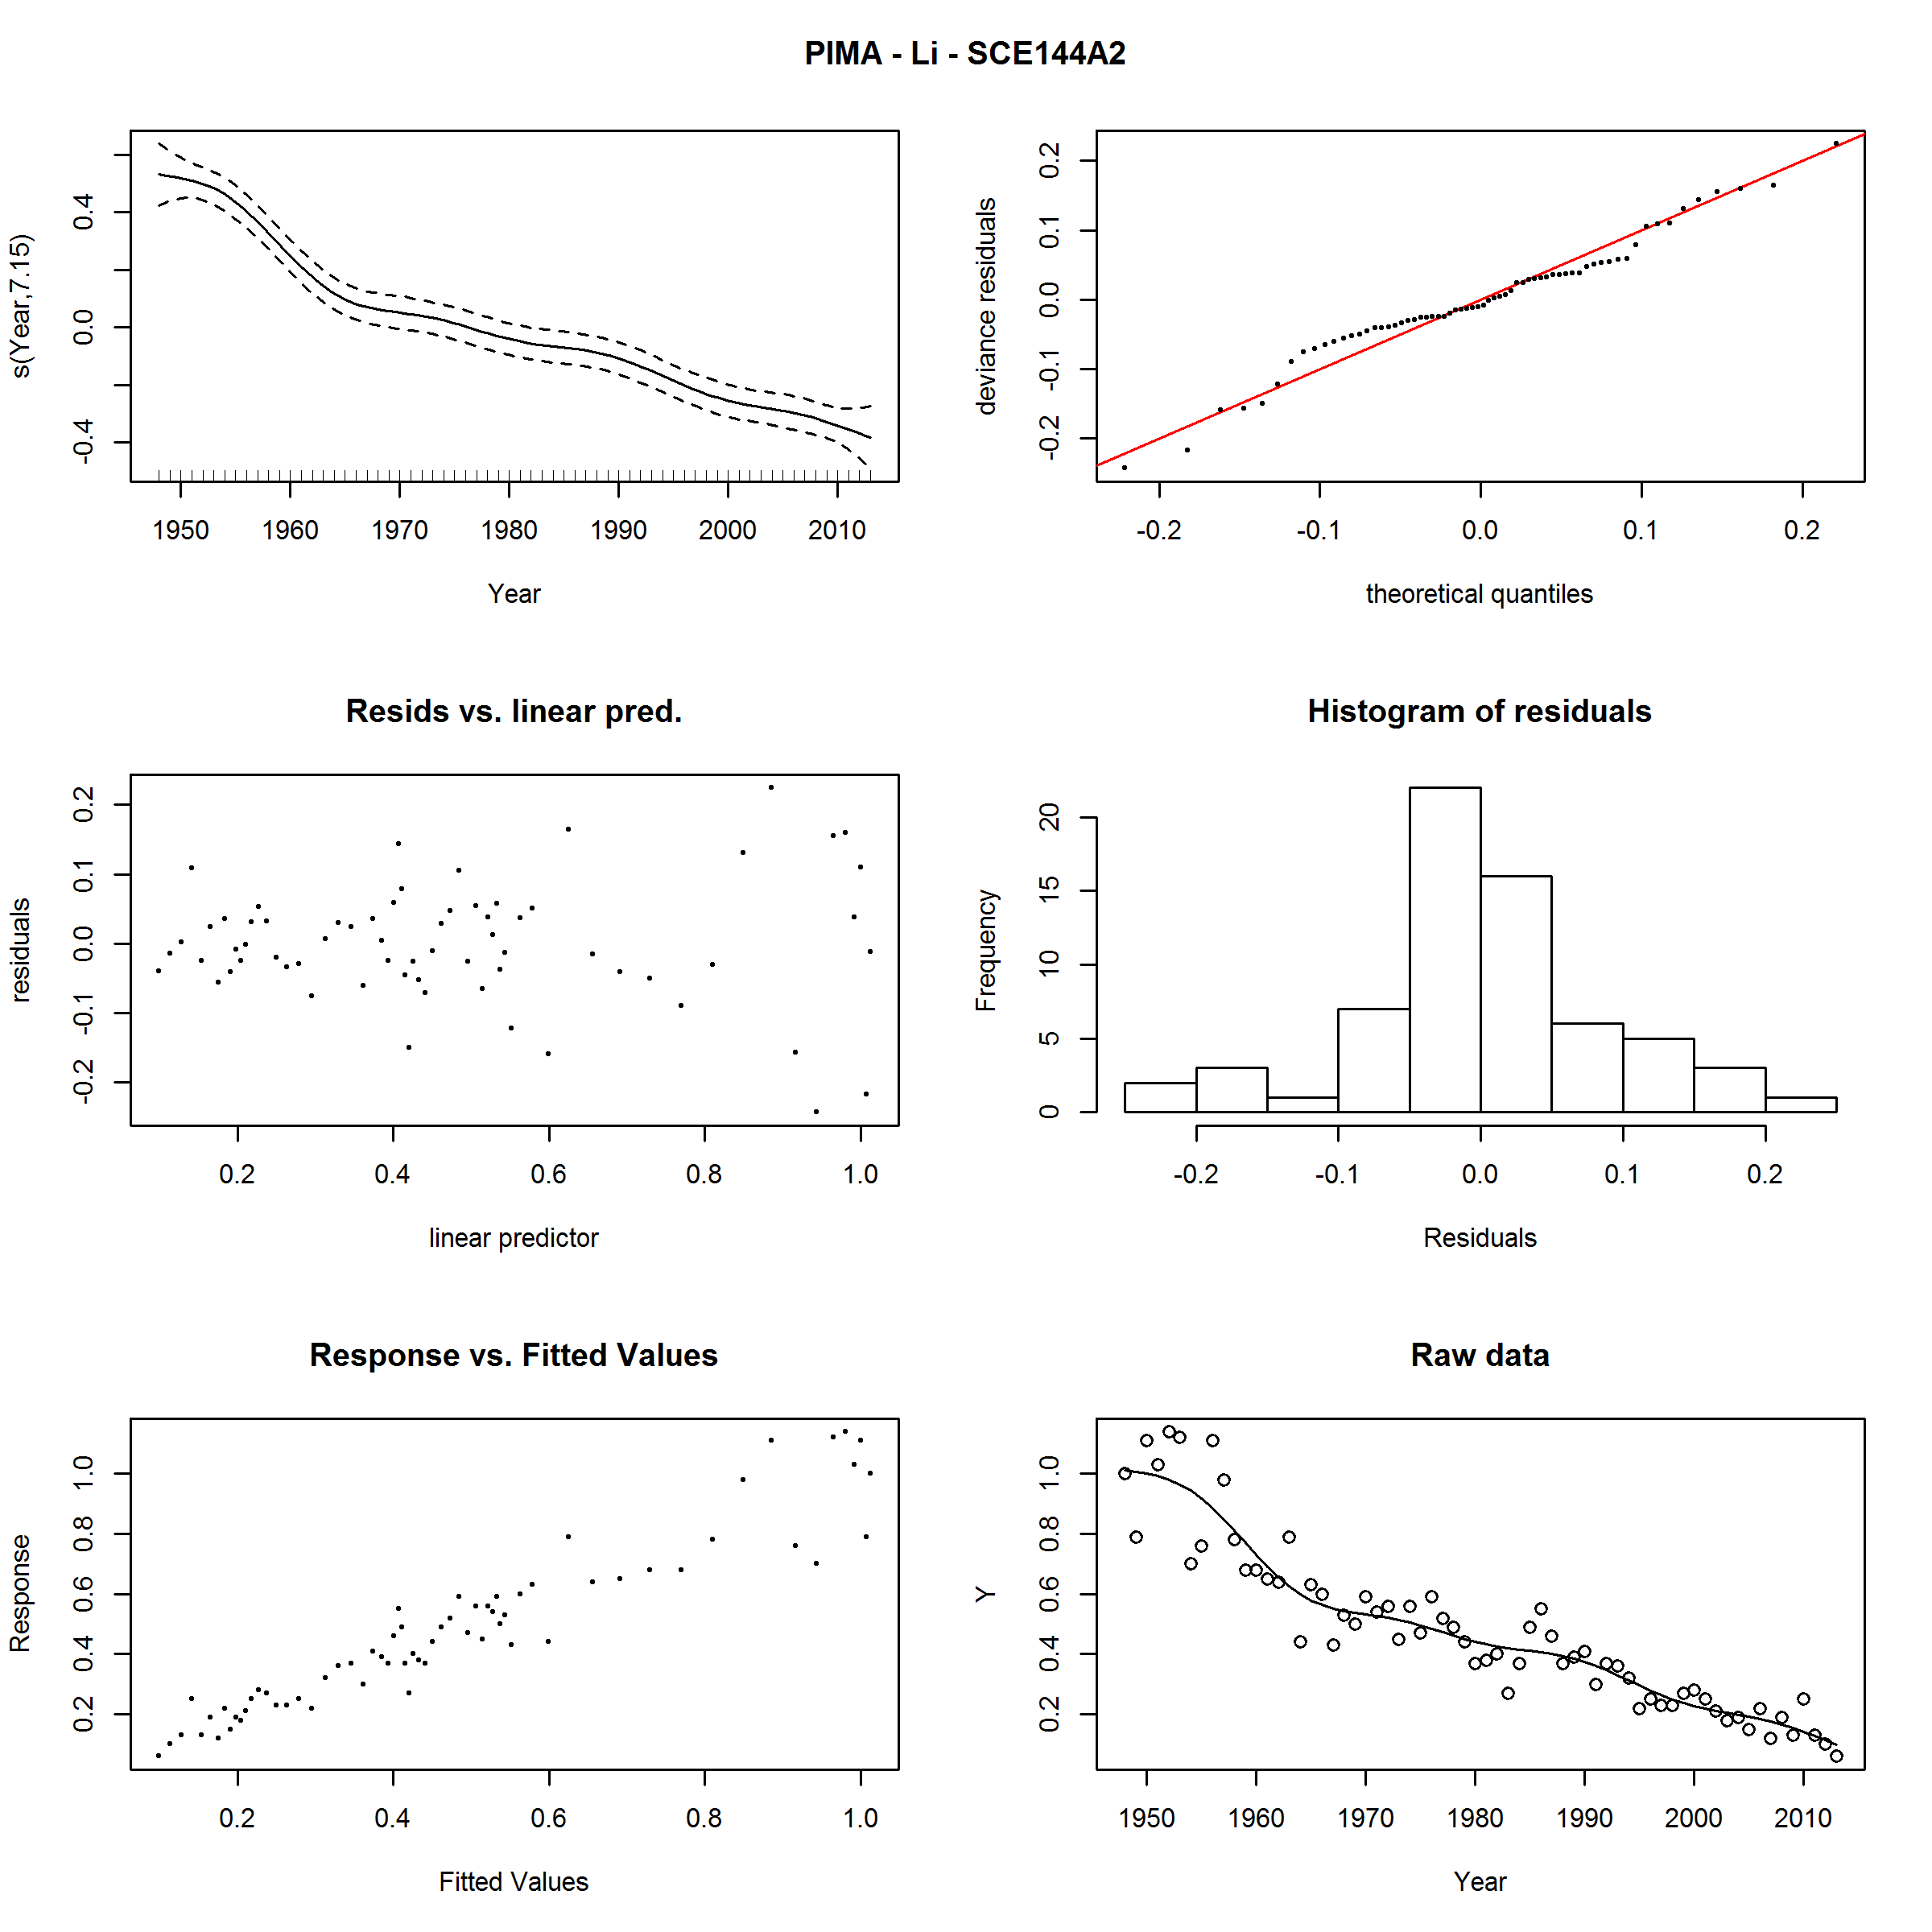 PIMA - Li - SCE144A2
s(Year,7.15)
-0.4 0.0 0.4
1950 1960 1970 1980 1990 2000 2010
Year
deviance residuals
-0.2 -0.1 0.0 0.1 0.2
-0.2 -0.1 0.0 0.1 0.2
theoretical quantiles
Resids vs. linear pred.
residuals
-0.2 -0.1 0.0 0.1 0.2
0.2 0.4 0.6 0.8 1.0
linear predictor
Histogram of residuals
Frequency
0 5 10 15 20
-0.2 -0.1 0.0 0.1 0.2
Residuals
Response vs. Fitted Values
Response
0.2 0.4 0.6 0.8 1.0
0.2 0.4 0.6 0.8 1.0
Fitted Values
Raw data
Y
0.2 0.4 0.6 0.8 1.0
1950 1960 1970 1980 1990 2000 2010
Year